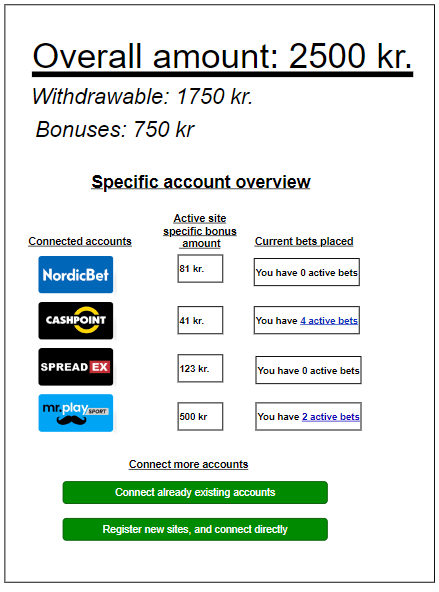 Overall amount: 2500 kr.
Withdrawable: 1750 kr.
Bonuses: 750 kr
Specific account overview
Connected accounts
Active site
specific bonus
amount
Current bets placed
NordicBet
81 kr.
You have 0 active bets
CASHPOINT
41 kr.
You have 4 active bets
SPREADEX
123 kr.
You have 0 active bets
mr.play SPORT
500 kr
You have 2 active bets
Connect more accounts
Connect already existing accounts
Register new sites, and connect directly